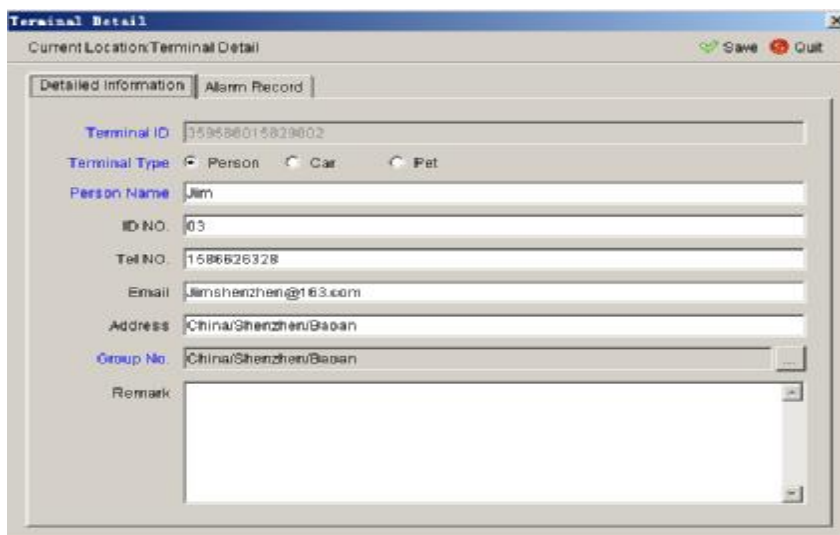 Terminal Detail
Current Location:Terminal Detail
Save
Quit
Detailed Information
Alarm Record
Terminal ID 359586015829802
Terminal Type Person Car Pet
Person Name Jim
ID NO. 03
Tel NO. 1586626328
Email Jimshenzhen@163.com
Address China/Shenzhen/Baoan
Group No. China/Shenzhen/Baoan
...
Remark